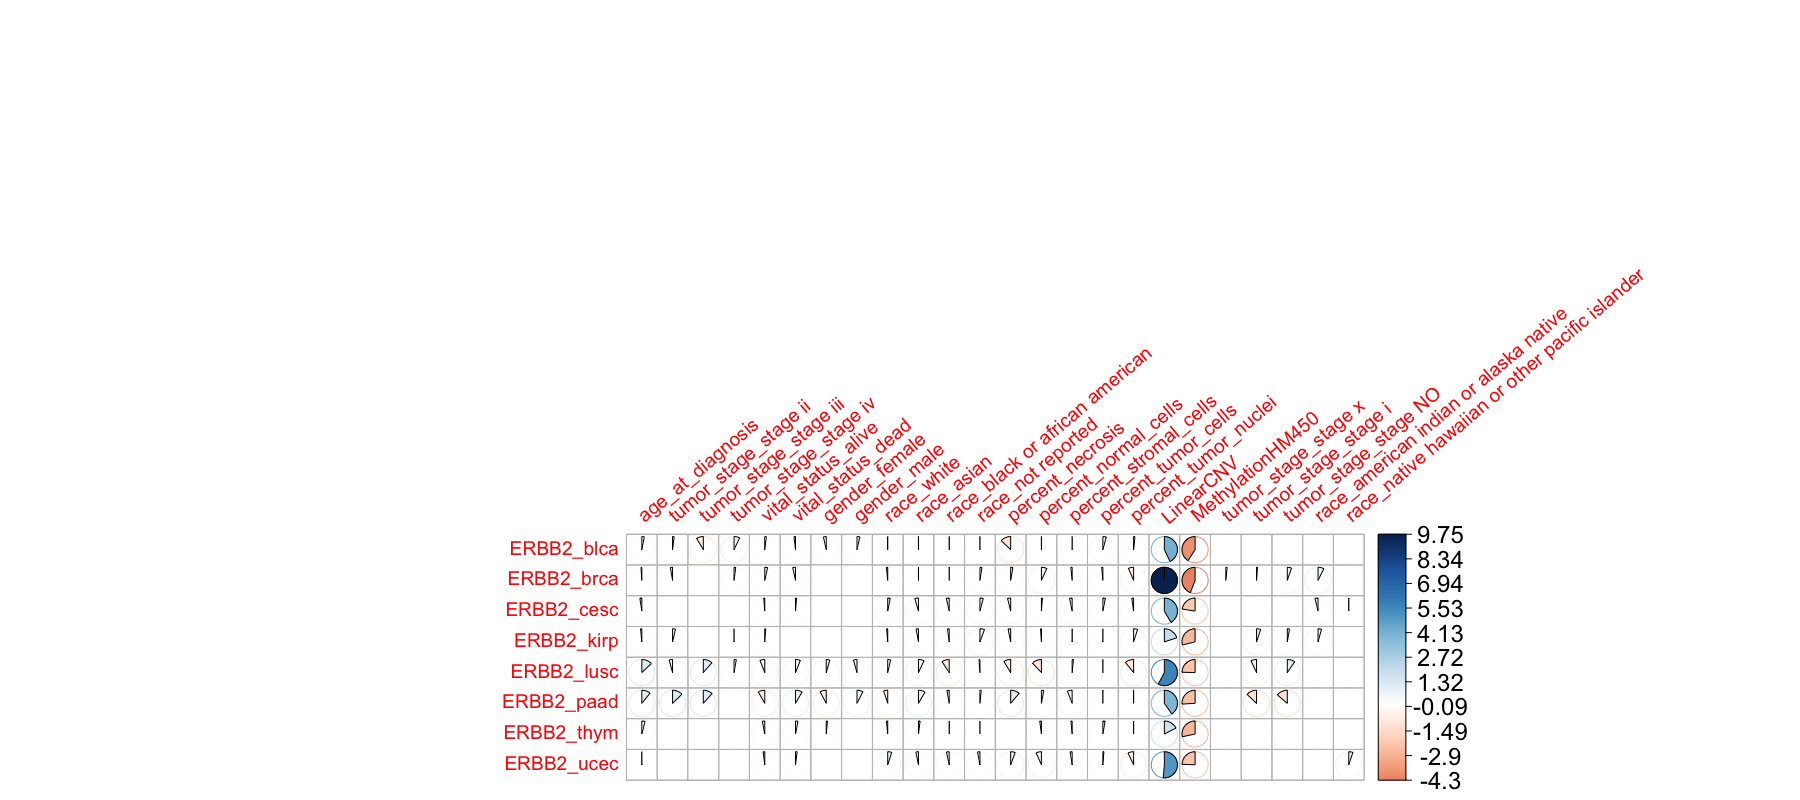 age_at_diagnosis
tumor_stage_stage ii
tumor_stage_stage iii
tumor_stage_stage iv
vital_status_alive
vital_status_dead
gender_female
gender_male
race_white
race_asian
race_black or african american
race_not reported
percent_necrosis
percent_normal_cells
percent_stromal_cells
percent_tumor_cells
percent_tumor_nuclei
LinearCNV
MethylationHM450
tumor_stage_stage x
tumor_stage_stage i
tumor_stage_stage NO
race_american indian or alaska native
race_native hawaiian or other pacific islander
ERBB2_blca
ERBB2_brca
ERBB2_cesc
ERBB2_kirp
ERBB2_lusc
ERBB2_paad
ERBB2_thym
ERBB2_ucec
9.75
8.34
6.94
5.53
4.13
2.72
1.32
-0.09
-1.49
-2.9
-4.3